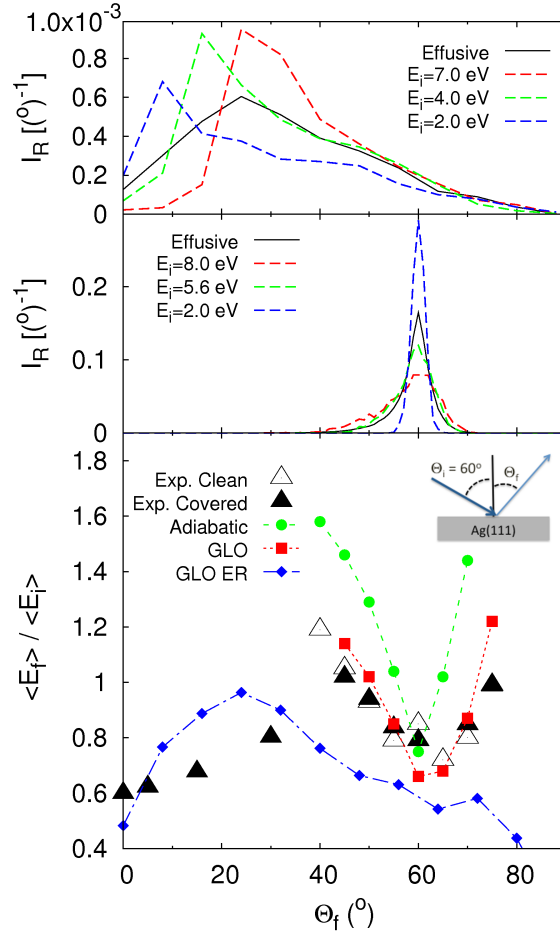 1.0x10⁻³
0.8
0.6
0.4
0.2
0
I_R [(°)⁻¹]
Effusive
E_i=7.0 eV
E_i=4.0 eV
E_i=2.0 eV
0.2
0.1
0
I_R [(°)⁻¹]
Effusive
E_i=8.0 eV
E_i=5.6 eV
E_i=2.0 eV
1.8
1.6
1.4
1.2
1
0.8
0.6
0.4
<E_f> / <E_i>
Exp. Clean
Exp. Covered
Adiabatic
GLO
GLO ER
Θ_i = 60°
Θ_f
Ag(111)
0 20 40 60 80
Θ_f (°)